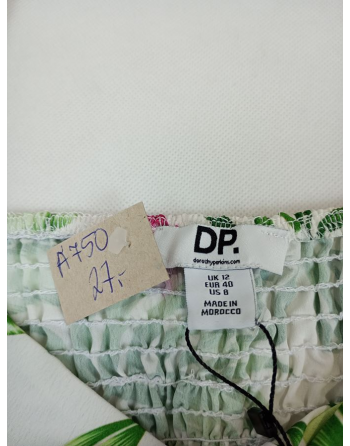 A750
27,-
DP.
dorothyperkins.com
UK 12
EUR 40
US 8
MADE IN
MOROCCO